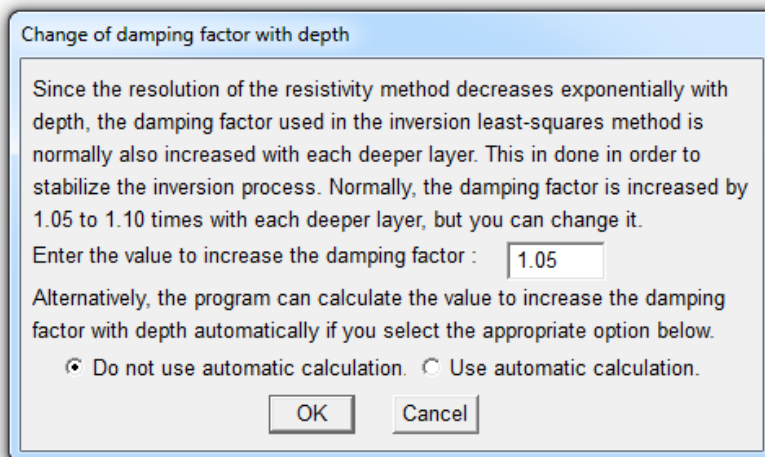 Change of damping factor with depth
Since the resolution of the resistivity method decreases exponentially with
depth, the damping factor used in the inversion least-squares method is
normally also increased with each deeper layer. This in done in order to
stabilize the inversion process. Normally, the damping factor is increased by
1.05 to 1.10 times with each deeper layer, but you can change it.
Enter the value to increase the damping factor : 1.05
Alternatively, the program can calculate the value to increase the damping
factor with depth automatically if you select the appropriate option below.
Do not use automatic calculation. Use automatic calculation.
OK Cancel